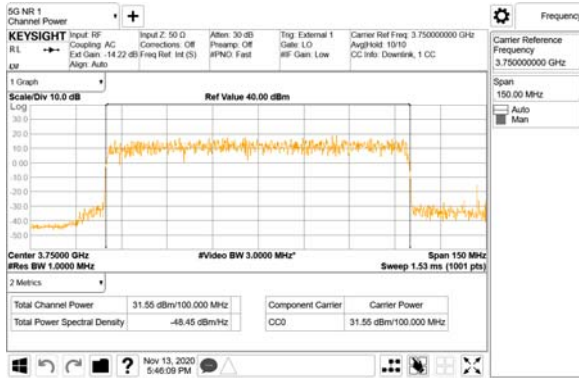 5G NR 1
Channel Power
Frequency
KEYSIGHT
RL
LXI
Input: RF
Coupling: AC
Ext Gain: -14.22 dB
Align: Auto
Input Z: 50 Ω
Corrections: Off
Freq Ref: Int (S)
Atten: 30 dB
Preamp: Off
#PNO: Fast
Trig: External 1
Gate: LO
#IF Gain: Low
Carrier Ref Freq: 3.750000000 GHz
Avg|Hold: 10/10
CC Info: Downlink, 1 CC
Carrier Reference
Frequency
3.750000000 GHz
Span
150.00 MHz
Auto
Man
1 Graph
Scale/Div 10.0 dB
Ref Value 40.00 dBm
Log
30.0
20.0
10.0
0.00
-10.0
-20.0
-30.0
-40.0
-50.0
Center 3.75000 GHz
#Video BW 3.0000 MHz*
Span 150 MHz
#Res BW 1.0000 MHz
Sweep 1.53 ms (1001 pts)
2 Metrics
Total Channel Power 31.55 dBm/100.000 MHz
Total Power Spectral Density -48.45 dBm/Hz
Component Carrier Carrier Power
CC0 31.55 dBm/100.000 MHz
?
Nov 13, 2020
5:46:09 PM